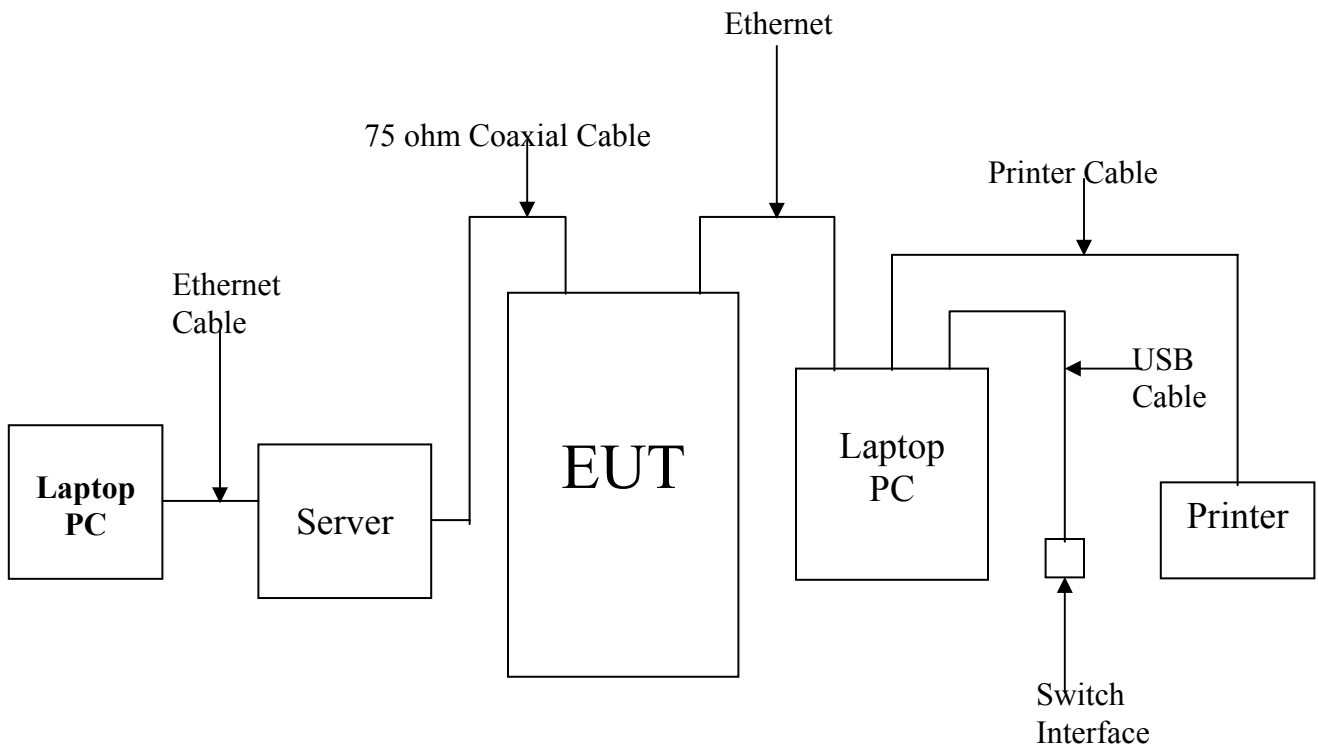 Ethernet
75 ohm Coaxial Cable
Printer Cable
Ethernet
Cable
USB
Cable
Laptop
PC
Server
EUT
Laptop
PC
Printer
Switch
Interface